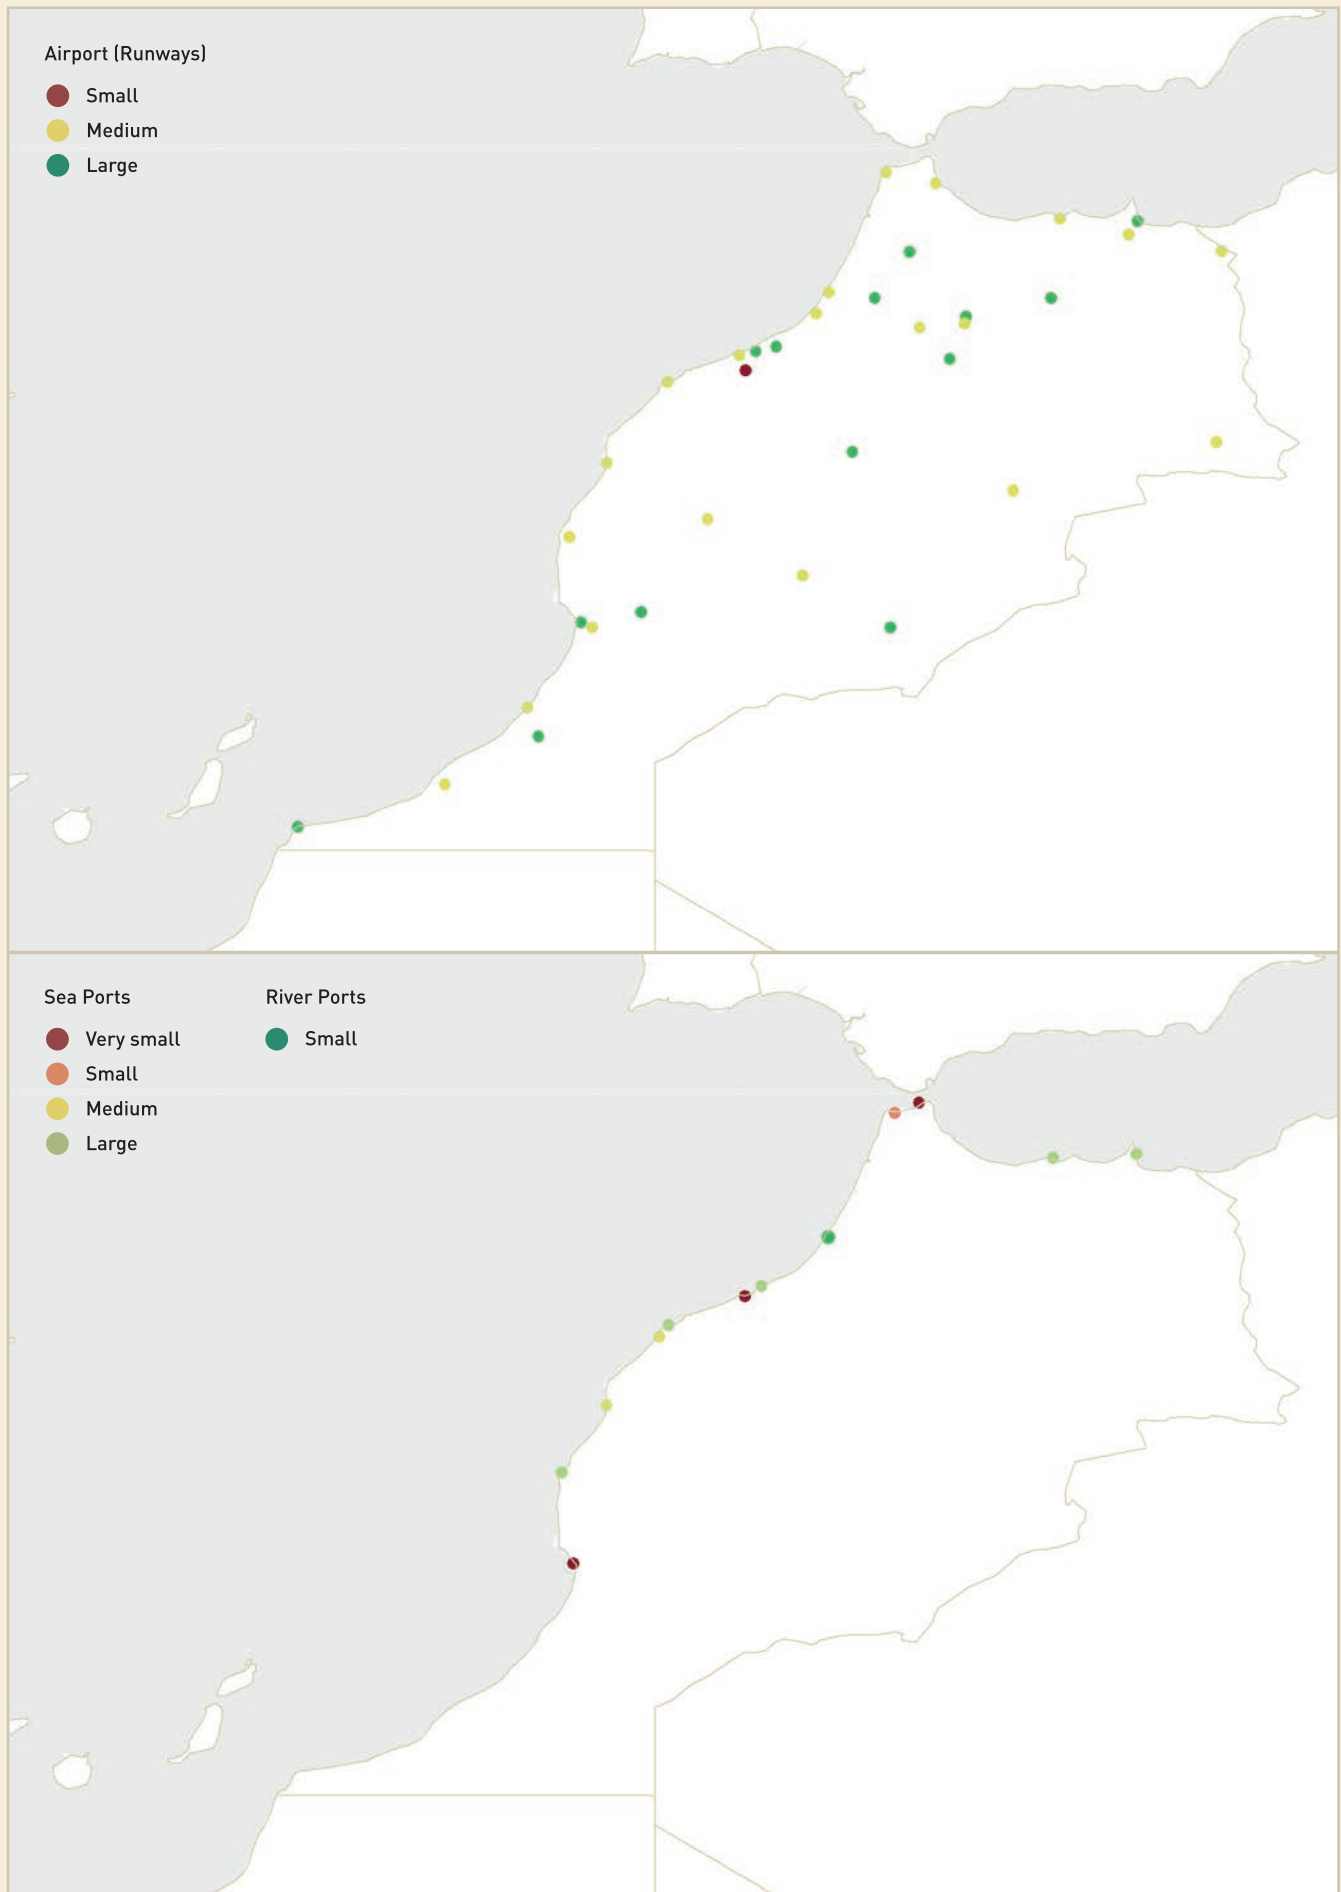 Airport (Runways)
Small
Medium
Large
Sea Ports
Very small
Small
Medium
Large
River Ports
Small